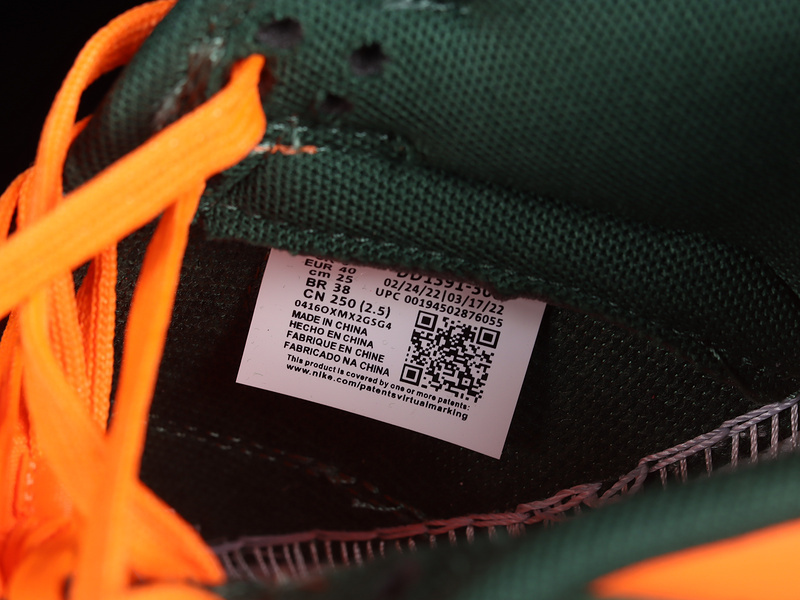 EUR 40
cm 25
BR 38
CN 250 (2.5)
0416OXMX2GSG4
MADE IN CHINA
HECHO EN CHINA
FABRIQUE EN CHINE
FABRICADO NA CHINA
02/24/22|03/17/22
UPC 00194502876055
This product is covered by one or more patents:
www.nike.com/patentsvirtualmarking